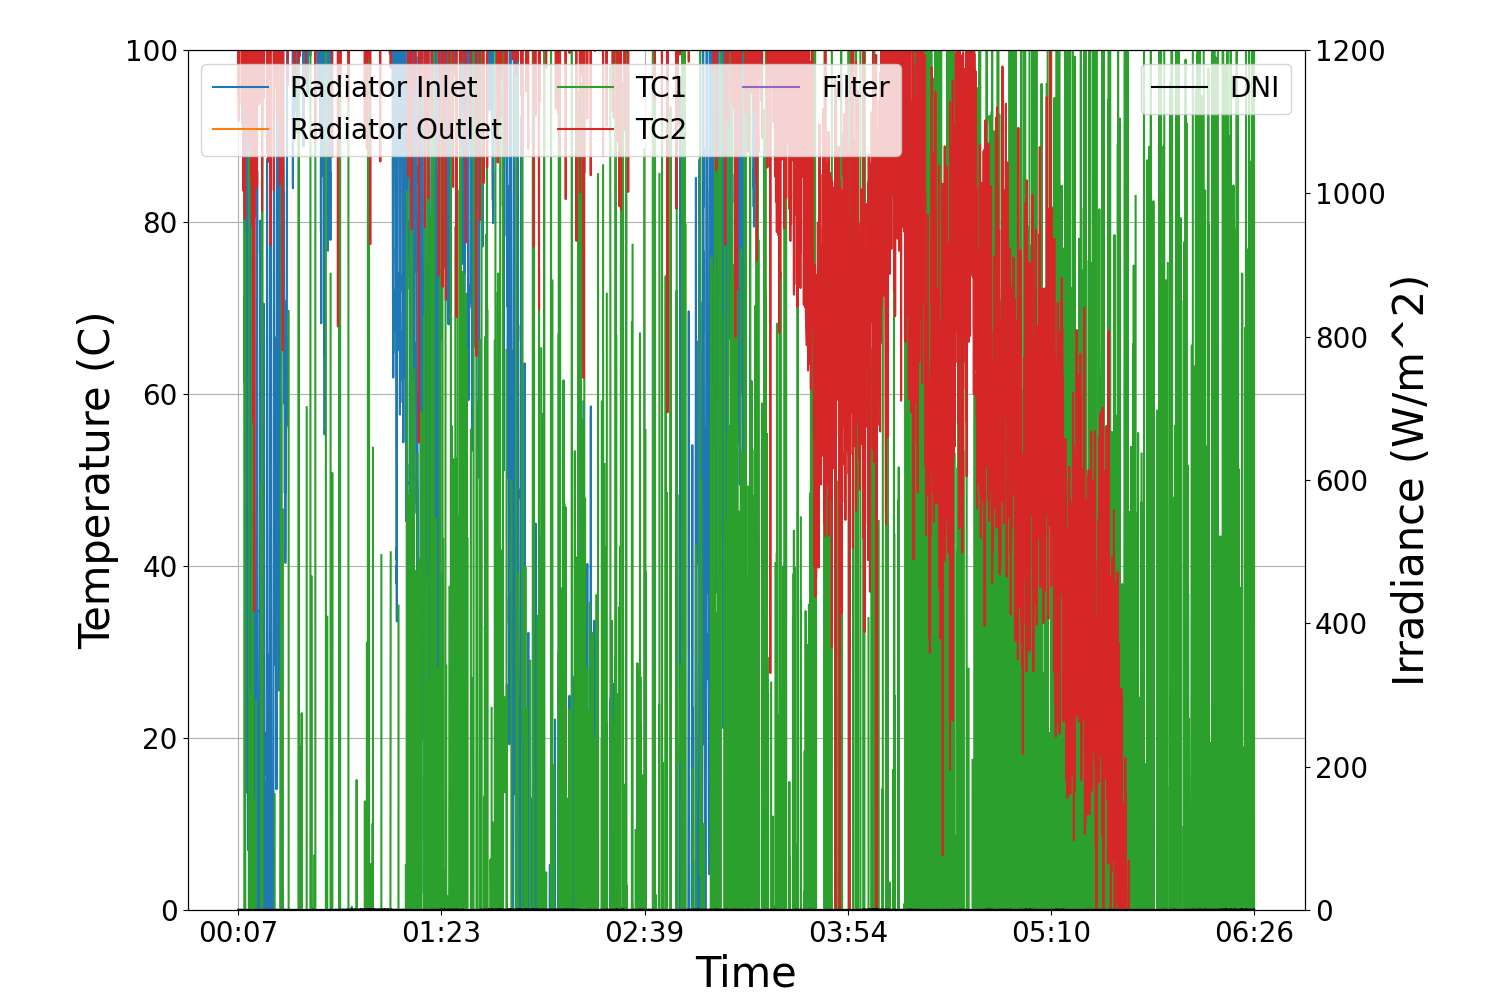 100
80
60
40
20
0
Temperature (C)
Radiator Inlet
Radiator Outlet
TC1
TC2
Filter
DNI
1200
1000
800
600
400
200
0
Irradiance (W/m^2)
00:07 01:23 02:39 03:54 05:10 06:26
Time